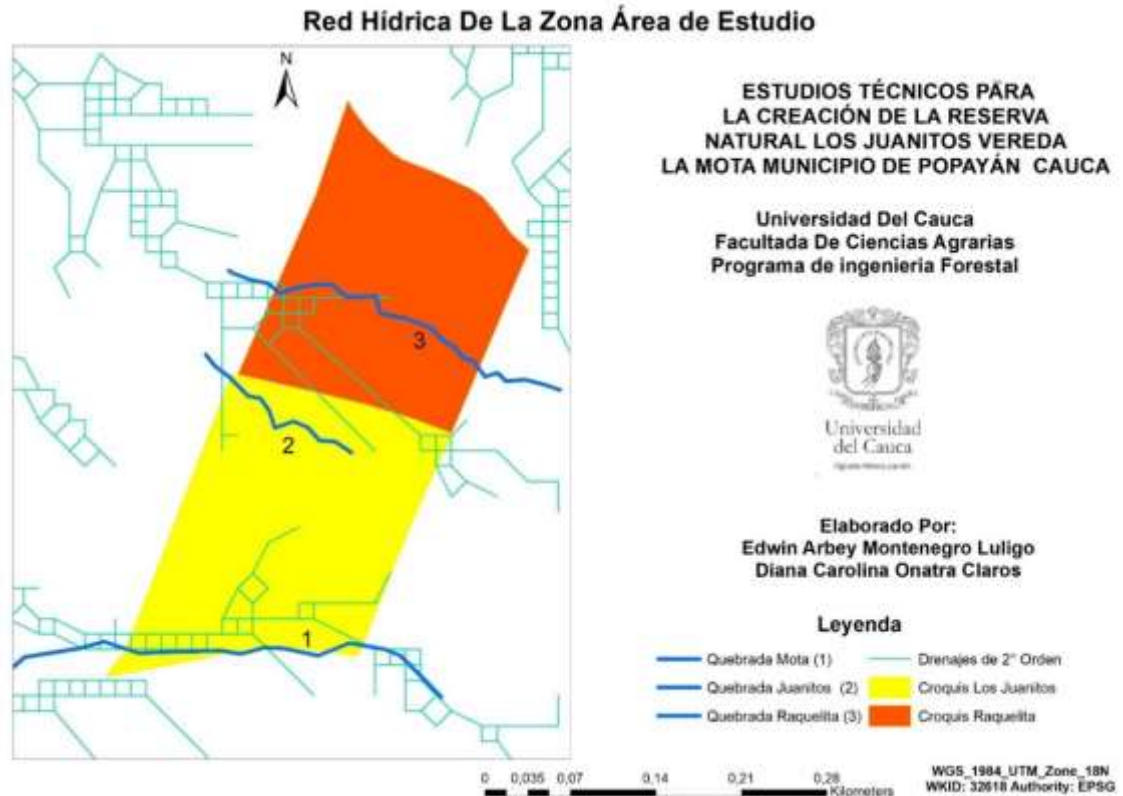 Red Hídrica De La Zona Área de Estudio
N
3
2
1
ESTUDIOS TÉCNICOS PÄRA
LA CREACIÓN DE LA RESERVA
NATURAL LOS JUANITOS VEREDA
LA MOTA MUNICIPIO DE POPAYÁN CAUCA
Universidad Del Cauca
Facultada De Ciencias Agrarias
Programa de ingenieria Forestal
Universidad
del Cauca
Elaborado Por:
Edwin Arbey Montenegro Luligo
Diana Carolina Onatra Claros
Leyenda
Quebrada Mota (1)
Quebrada Juanitos (2)
Quebrada Raquelita (3)
Drenajes de 2° Orden
Croquis Los Juanitos
Croquis Raquelita
0 0,035 0,07 0,14 0,21 0,28
Kilometers
WGS_1984_UTM_Zone_18N
WKID: 32618 Authority: EPSG